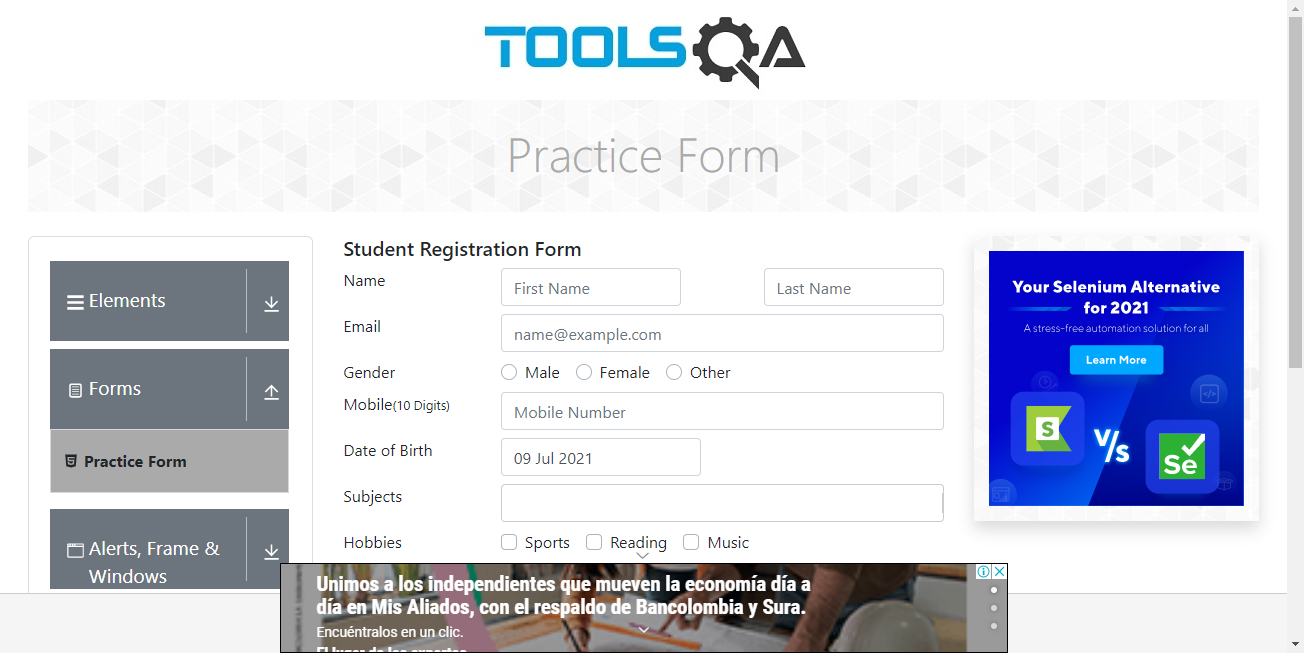 TOOLSQA
Practice Form
Elements
Forms
Practice Form
Alerts, Frame &
Windows
Student Registration Form
Name
First Name
Last Name
Email
name@example.com
Gender
Male
Female
Other
Mobile(10 Digits)
Mobile Number
Date of Birth
09 Jul 2021
Subjects
Hobbies
Sports
Reading
Music
Your Selenium Alternative
for 2021
A stress-free automation solution for all
Learn More
S
V/s
Se
Unimos a los independientes que mueven la economía día a
día en Mis Aliados, con el respaldo de Bancolombia y Sura.
Encuéntralos en un clic.